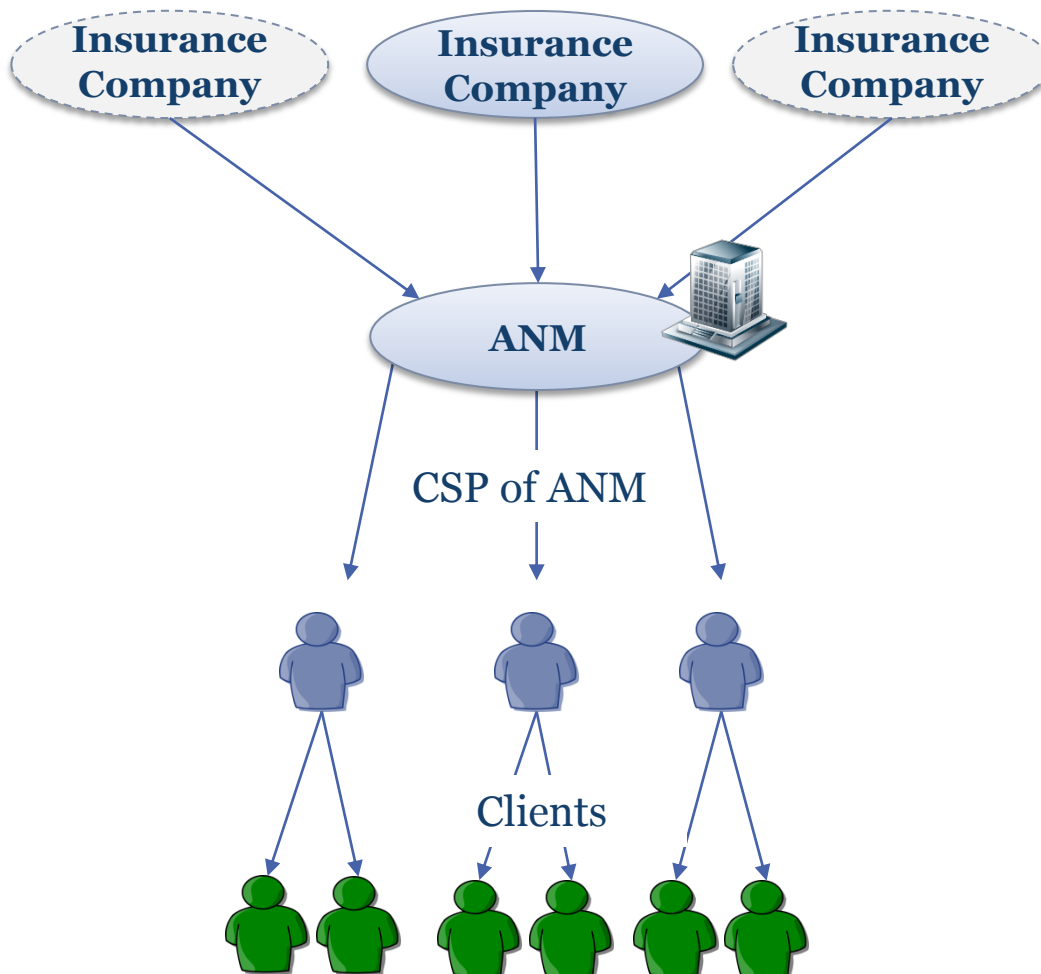 Insurance
Company
Insurance
Company
Insurance
Company
ANM
CSP of ANM
Clients